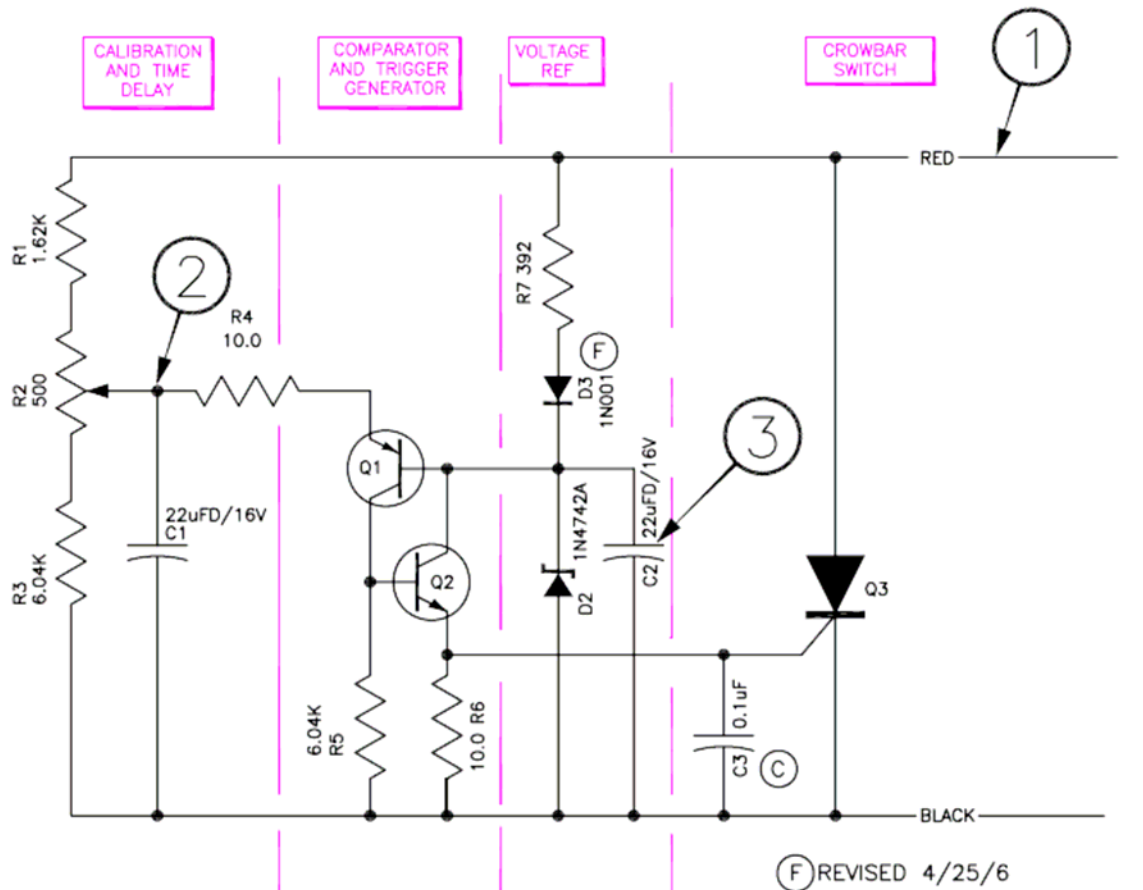 CALIBRATION
AND TIME
DELAY
COMPARATOR
AND TRIGGER
GENERATOR
VOLTAGE
REF
CROWBAR
SWITCH
1
RED
R1
1.62K
2
R4
10.0
R7 392
F
D3
1N001
R2
500
3
Q1
22uFD/16V
C1
1N4742A
22uFD/16V
Q2
D2
C2
Q3
R3
6.04K
6.04K
R5
10.0 R6
0.1uF
C3
C
BLACK
F REVISED 4/25/6